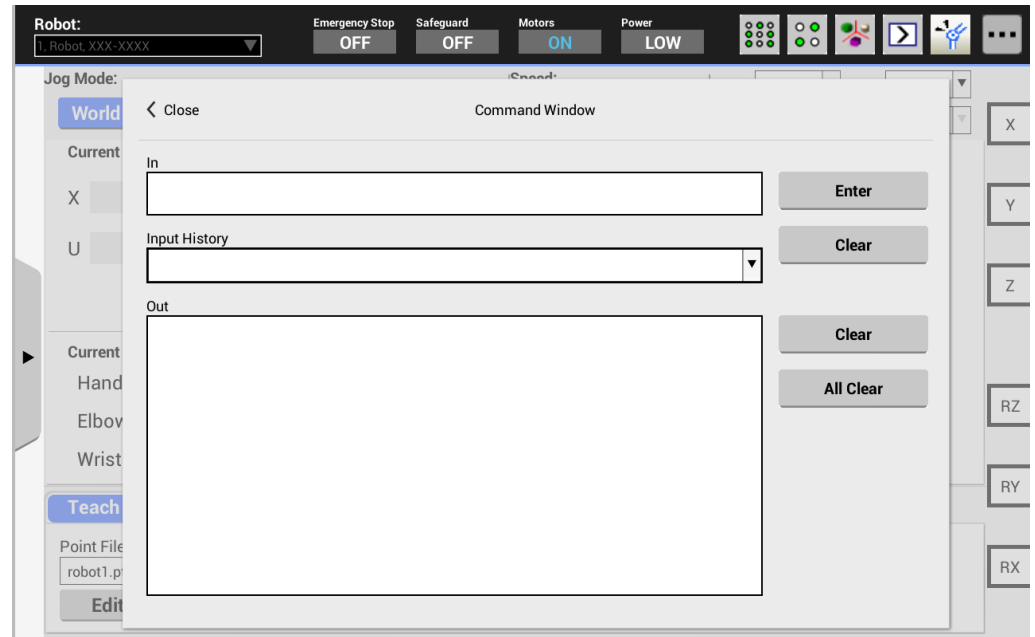 Robot:
1, Robot, XXX-XXXX
Emergency Stop
OFF
Safeguard
OFF
Motors
ON
Power
LOW
Jog Mode:
Speed:
World
Close
Command Window
Current
X
U
In
Enter
Input History
Clear
Out
Clear
All Clear
Current
Hand
Elbow
Wrist
Teach
Point File
robot1.p
Edit
X
Y
Z
RZ
RY
RX